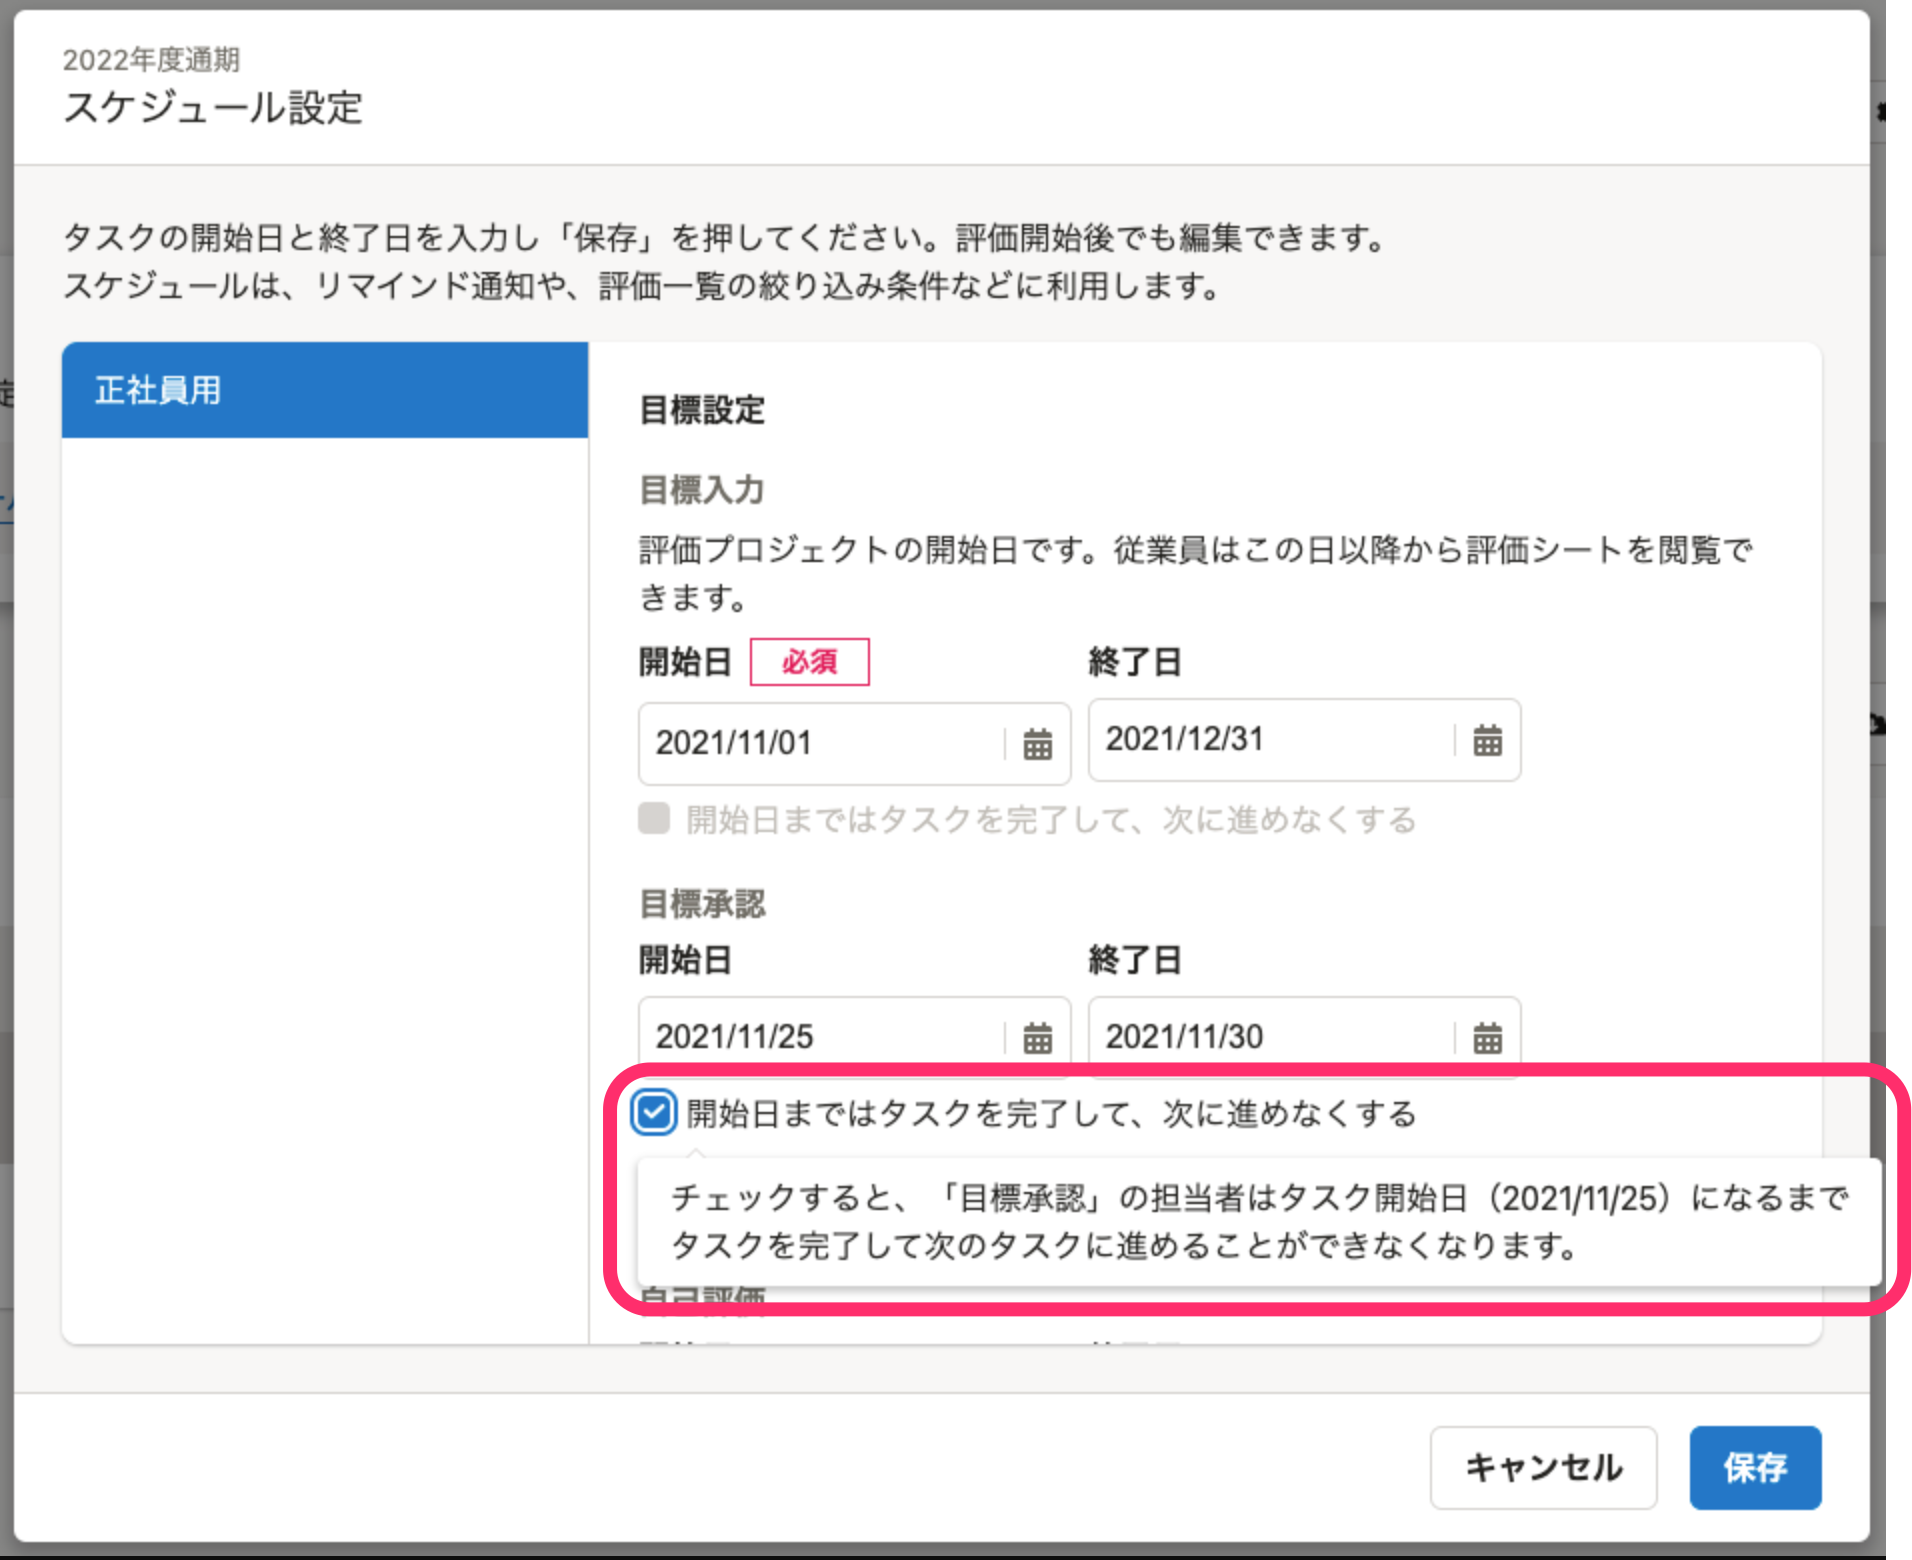 2022年度通期
スケジュール設定
タスクの開始日と終了日を入力し「保存」を押してください。評価開始後でも編集できます。
スケジュールは、リマインド通知や、評価一覧の絞り込み条件などに利用します。
正社員用
目標設定
目標入力
評価プロジェクトの開始日です。従業員はこの日以降から評価シートを閲覧で
きます。
開始日 必須 終了日
2021/11/01 2021/12/31
開始日まではタスクを完了して、次に進めなくする
目標承認
開始日 終了日
2021/11/25 2021/11/30
開始日まではタスクを完了して、次に進めなくする
チェックすると、「目標承認」の担当者はタスク開始日（2021/11/25）になるまで
タスクを完了して次のタスクに進めることができなくなります。
自己評価
キャンセル 保存